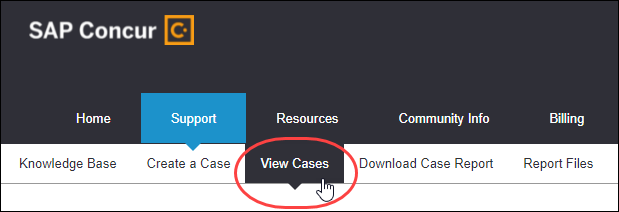 SAP Concur C
Home Support Resources Community Info Billing
Knowledge Base Create a Case View Cases Download Case Report Report Files